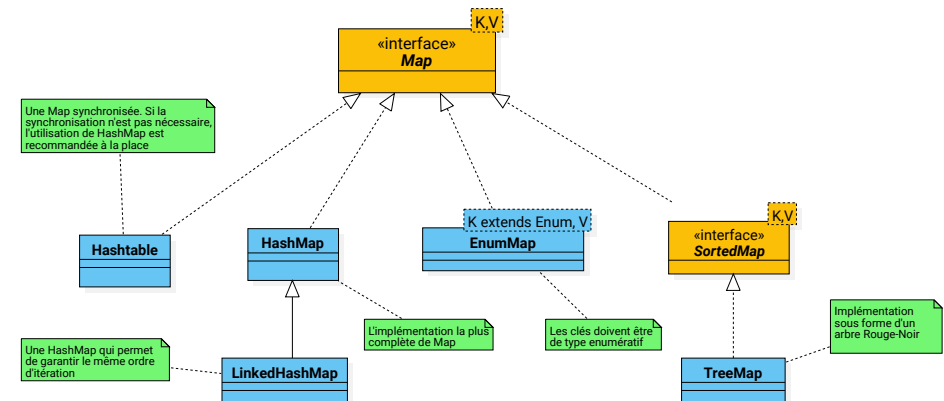 K,V
«interface»
Map
Une Map synchronisée. Si la
synchronisation n'est pas nécessaire,
l'utilisation de HashMap est
recommandée à la place
Hashtable
HashMap
K extends Enum, V
EnumMap
K,V
«interface»
SortedMap
L'implémentation la plus
complète de Map
Les clés doivent être
de type enumératif
Implémentation
sous forme d'un
arbre Rouge-Noir
Une HashMap qui permet
de garantir le même ordre
d'itération
LinkedHashMap
TreeMap